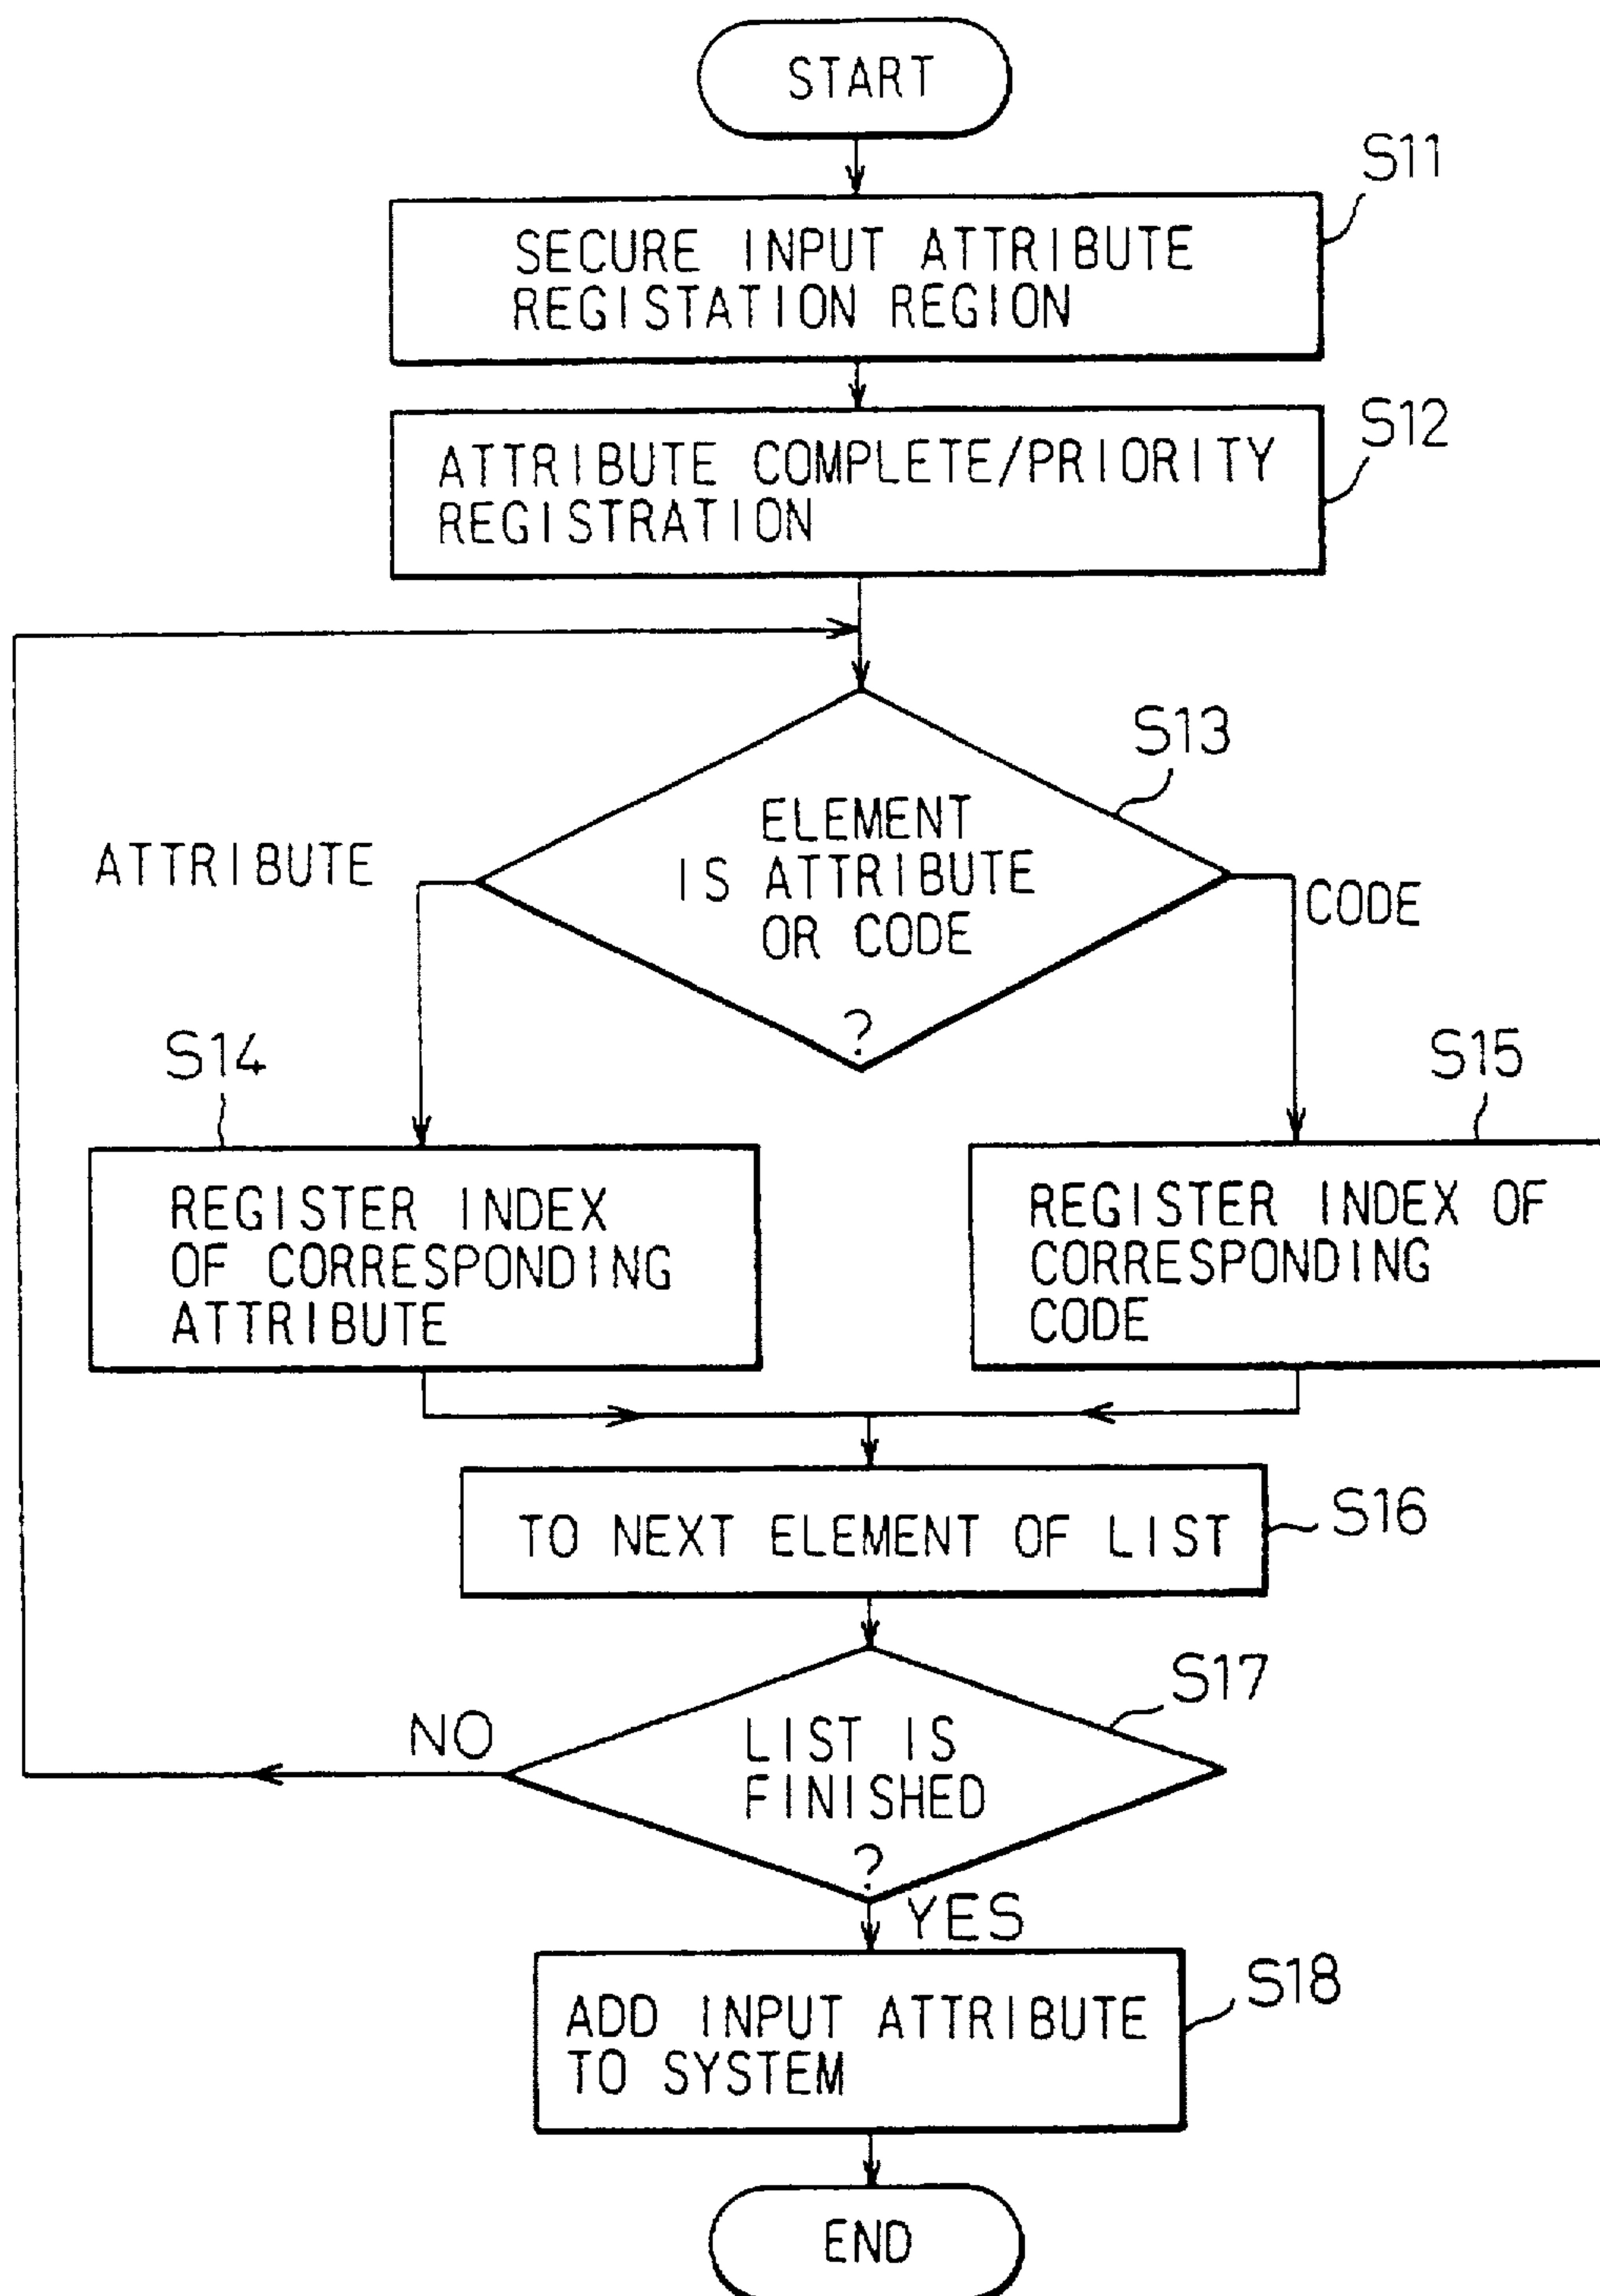 START
S11
SECURE INPUT ATTRIBUTE
REGISTATION REGION
S12
ATTRIBUTE COMPLETE/PRIORITY
REGISTRATION
S13
ELEMENT
IS ATTRIBUTE
OR CODE
?
ATTRIBUTE
CODE
S14
REGISTER INDEX
OF CORRESPONDING
ATTRIBUTE
S15
REGISTER INDEX OF
CORRESPONDING
CODE
TO NEXT ELEMENT OF LIST
S16
S17
NO
LIST IS
FINISHED
?
YES
S18
ADD INPUT ATTRIBUTE
TO SYSTEM
END